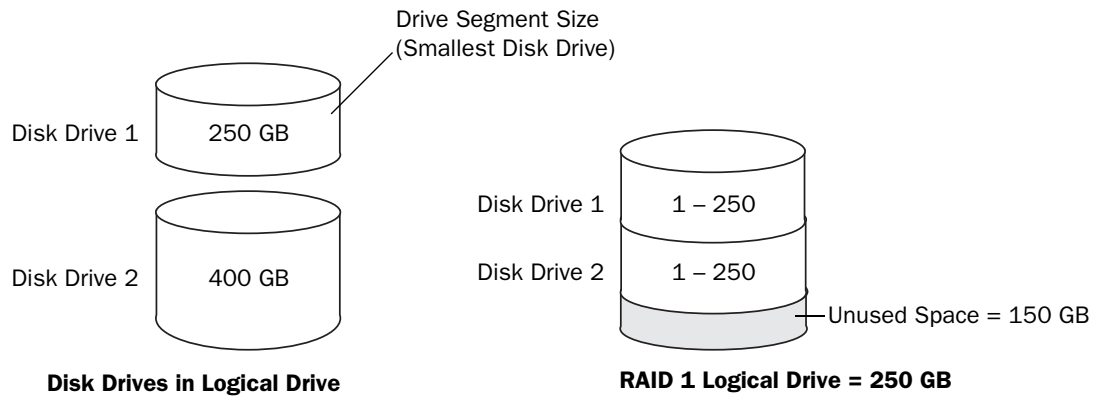 Drive Segment Size
(Smallest Disk Drive)
Disk Drive 1
250 GB
Disk Drive 2
400 GB
Disk Drives in Logical Drive
Disk Drive 1
1 – 250
Disk Drive 2
1 – 250
Unused Space = 150 GB
RAID 1 Logical Drive = 250 GB